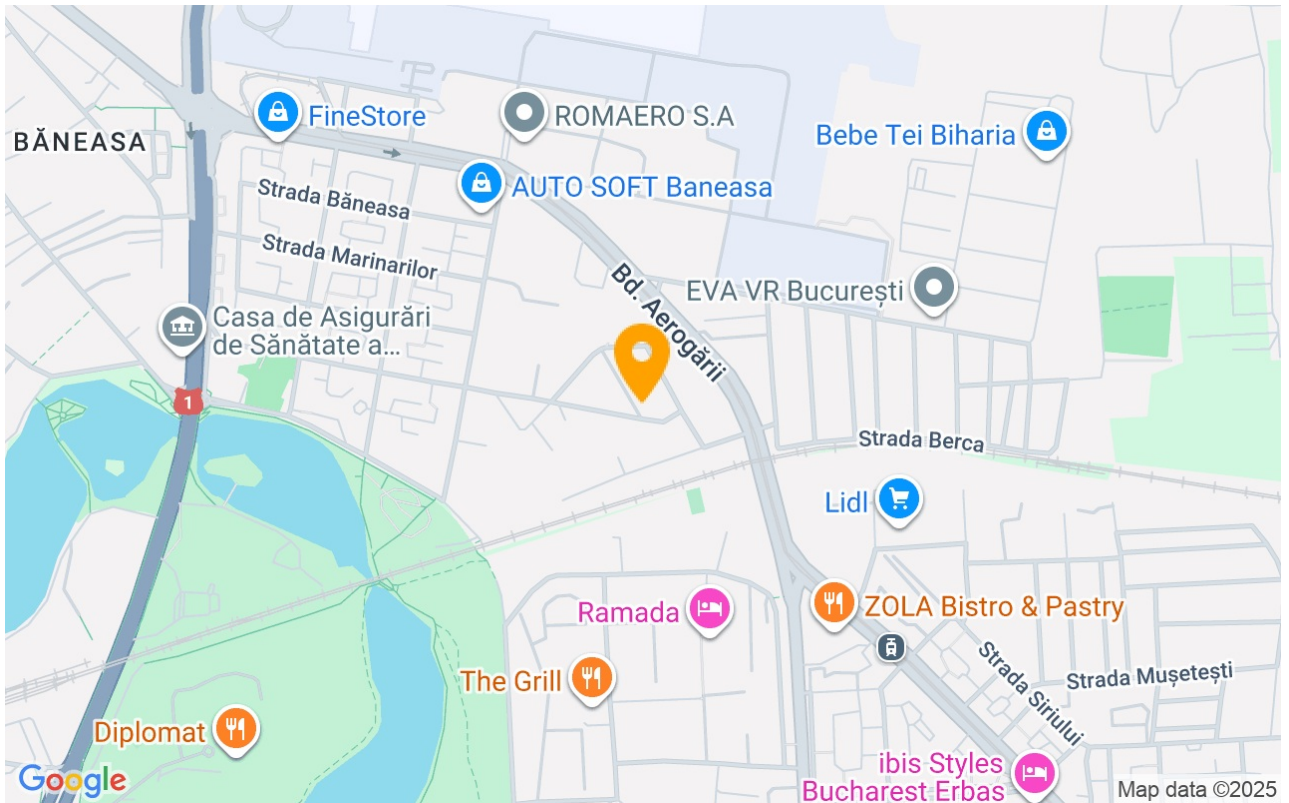 FineStore
ROMAERO S.A
BĂNEASA
Bebe Tei Biharia
AUTO SOFT Baneasa
Strada Băneasa
Strada Marinarilor
Bd. Aerogării
EVA VR București
Casa de Asigurări
de Sănătate a...
1
Strada Berca
Lidl
Ramada
ZOLA Bistro & Pastry
The Grill
Strada Siriului
Strada Mușetești
Diplomat
ibis Styles
Bucharest Erbas
Google
Map data ©2025